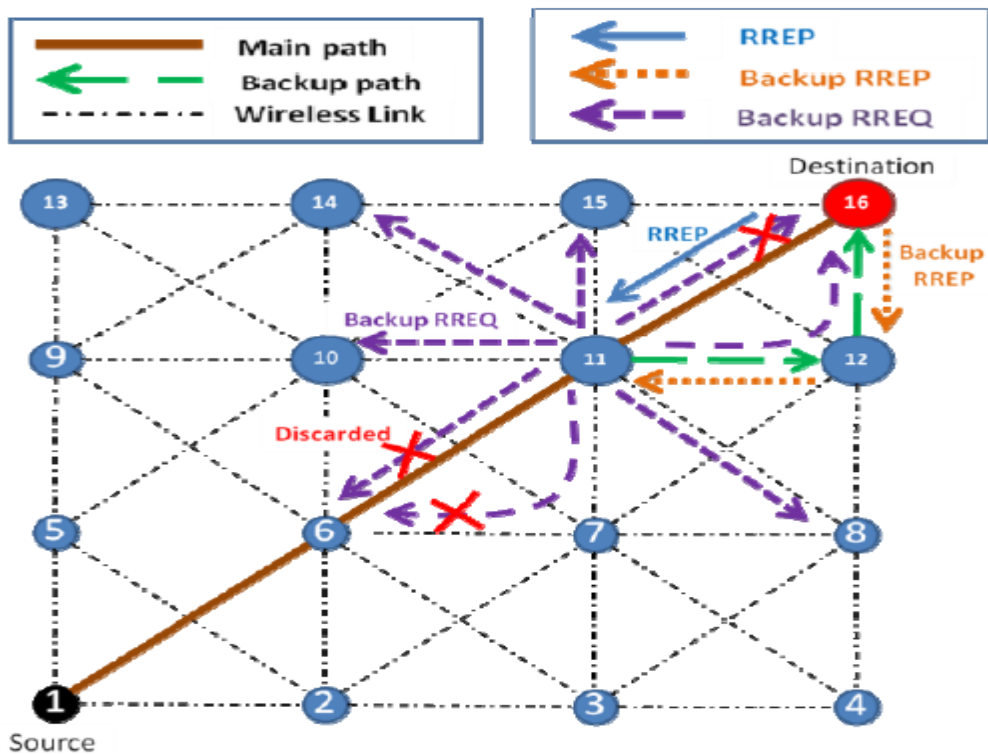 Main path
Backup path
Wireless Link
RREP
Backup RREP
Backup RREQ
Destination
13
14
15
16
RREP
Backup
RREP
Backup RREQ
9
10
11
12
Discarded
5
6
7
8
1
2
3
4
Source